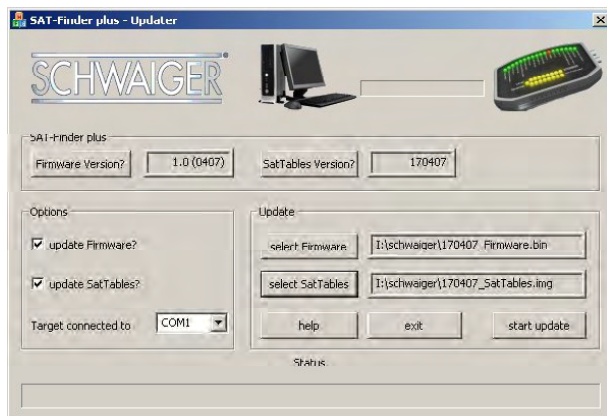 SAT-Finder plus - Updater
SCHWAIGER
SAT-Finder plus
Firmware Version?
1.0 (0407)
SatTables Version?
170407
Options
update Firmware?
update SatTables?
Target connected to
COM1
Update
select Firmware
I:\schwaiger\170407_Firmware.bin
select SatTables
I:\schwaiger\170407_SatTables.img
help
exit
start update
Status